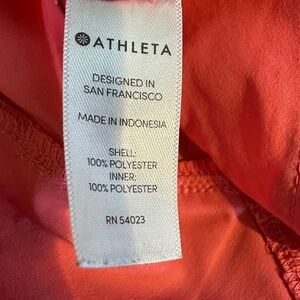 ATHLETA
DESIGNED IN
SAN FRANCISCO
MADE IN INDONESIA
SHELL:
100% POLYESTER
INNER:
100% POLYESTER
RN 54023